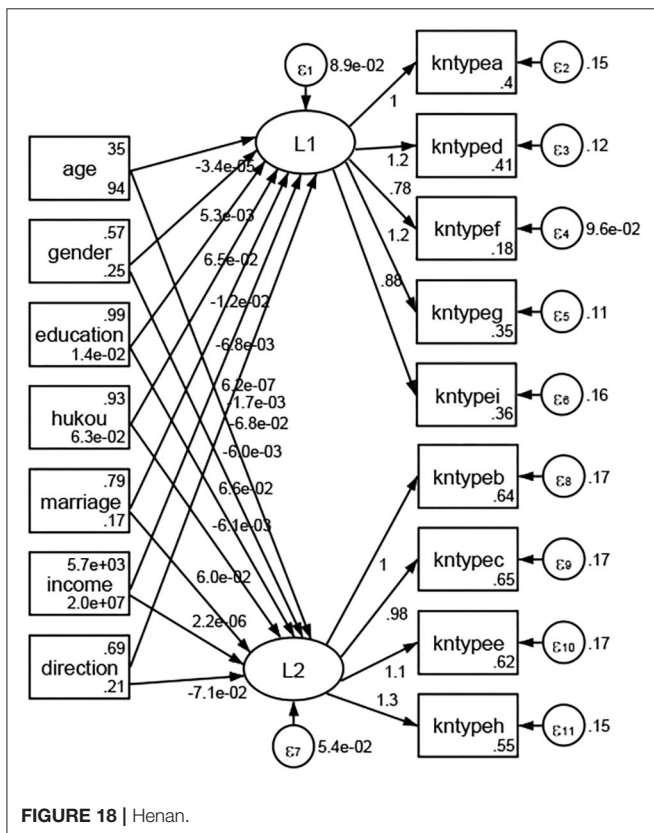 ε1 8.9e-02
L1
35
age
94
.57
gender
.25
.99
education
1.4e-02
.93
hukou
6.3e-02
.79
marriage
.17
5.7e+03
income
2.0e+07
.69
direction
.21
-3.4e-05
5.3e-03
6.5e-02
-1.2e-02
-6.8e-03
6.2e-07
-1.7e-03
-6.8e-02
-6.0e-03
6.6e-02
-6.1e-03
6.0e-02
2.2e-06
-7.1e-02
L2
ε7 5.4e-02
1
1.2
.78
1.2
.88
kntypea
.4
ε2 .15
kntyped
.41
ε3 .12
kntypef
.18
ε4 9.6e-02
kntypeg
.35
ε5 .11
kntypei
.36
ε6 .16
1
.98
1.1
1.3
kntypeb
.64
ε8 .17
kntypec
.65
ε9 .17
kntypee
.62
ε10 .17
kntypeh
.55
ε11 .15
FIGURE 18 | Henan.